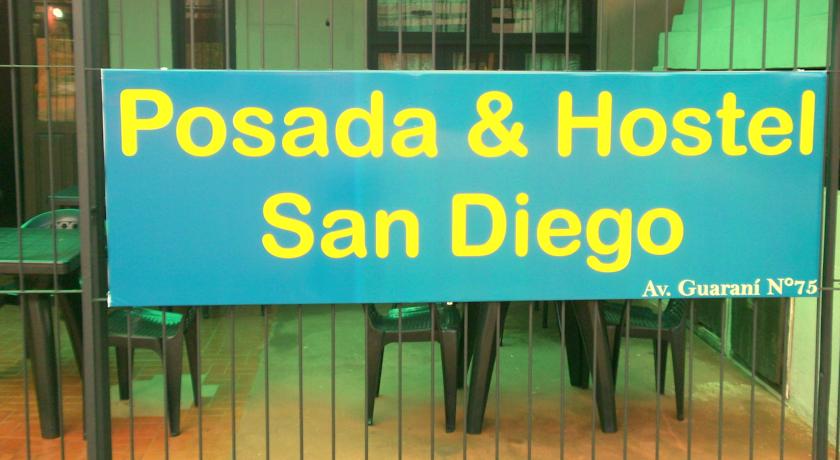 Posada & Hostel
San Diego
Av. Guaraní N°75